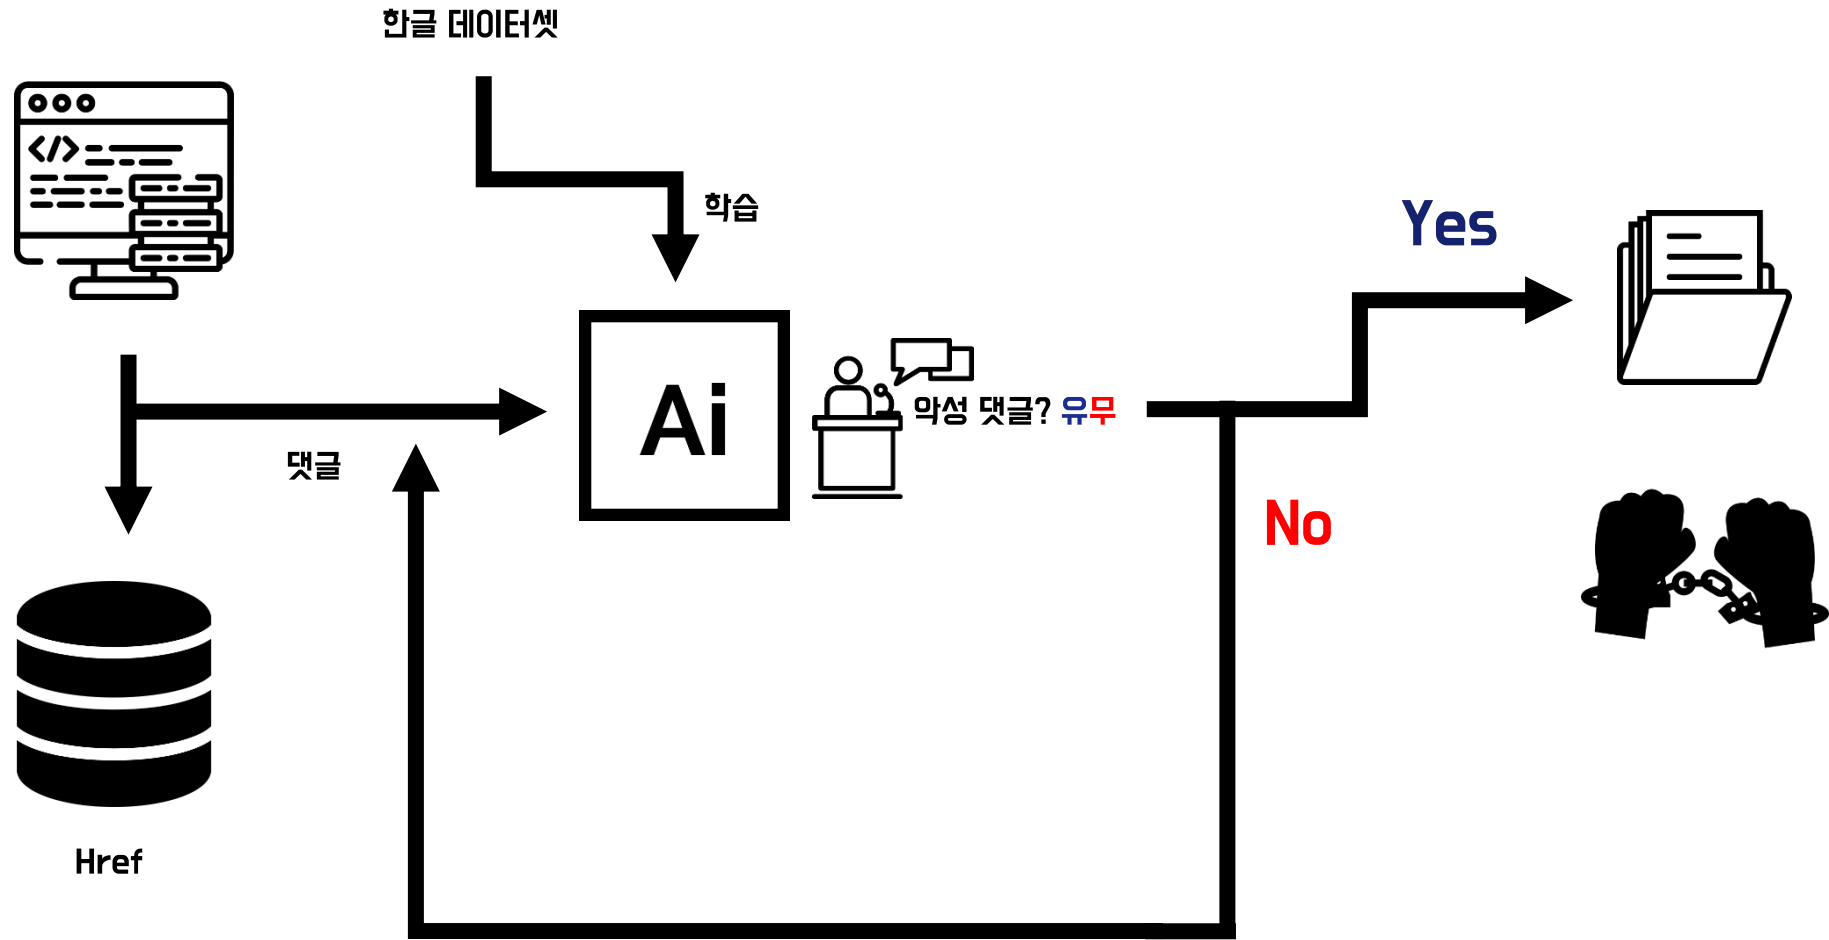 한글 데이터셋
</>
학습
Yes
Ai
악성 댓글? 유무
댓글
No
Href